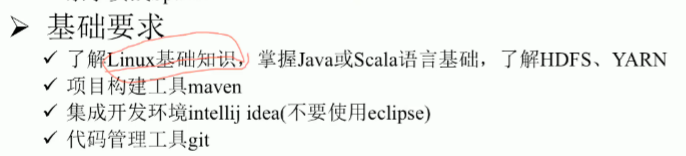 基础要求
了解Linux基础知识，掌握Java或Scala语言基础，了解HDFS、YARN
项目构建工具maven
集成开发环境intellij idea(不要使用eclipse)
代码管理工具git